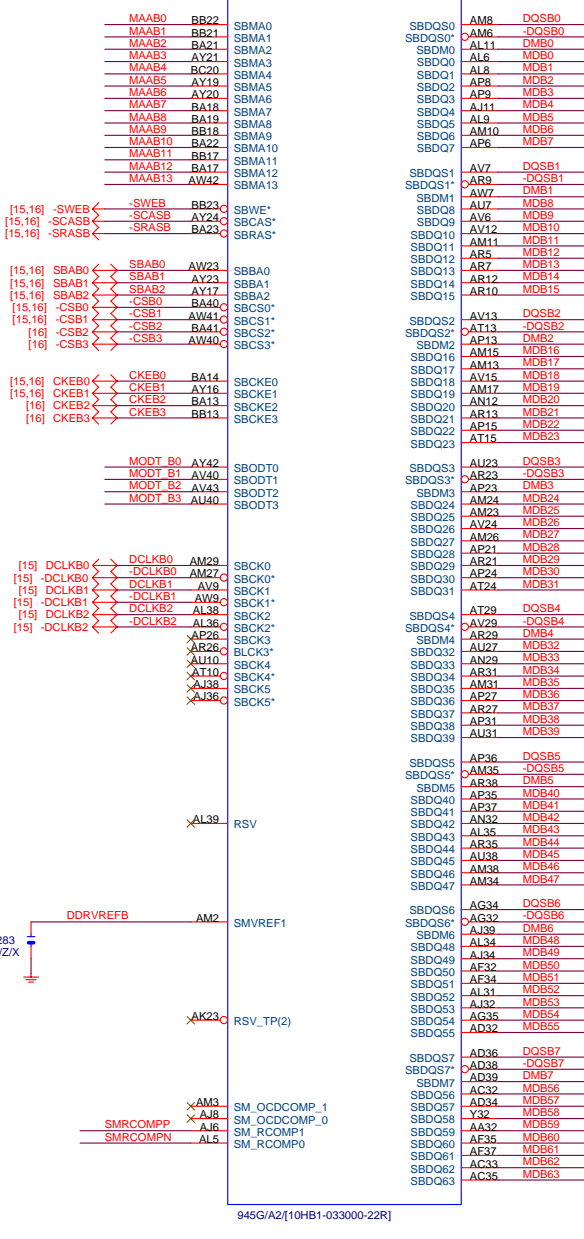 MAAB0 BB22 SBMA0
MAAB1 BB21 SBMA1
MAAB2 BA21 SBMA2
MAAB3 AY21 SBMA3
MAAB4 BC20 SBMA4
MAAB5 AY19 SBMA5
MAAB6 AY20 SBMA6
MAAB7 BA18 SBMA7
MAAB8 BA19 SBMA8
MAAB9 BB18 SBMA9
MAAB10 BA22 SBMA10
MAAB11 BB17 SBMA11
MAAB12 BA17 SBMA12
MAAB13 AW42 SBMA13
[15,16] -SWEB -SWEB BB23 SBWE*
[15,16] -SCASB -SCASB AY24 SBCAS*
[15,16] -SRASB -SRASB BA23 SBRAS*
[15,16] SBAB0 SBAB0 AW23 SBBA0
[15,16] SBAB1 SBAB1 AY23 SBBA1
[15,16] SBAB2 SBAB2 AY17 SBBA2
[15,16] -CSB0 -CSB0 BA40 SBCS0*
[15,16] -CSB1 -CSB1 AW41 SBCS1*
[16] -CSB2 -CSB2 BA41 SBCS2*
[16] -CSB3 -CSB3 AW40 SBCS3*
[15,16] CKEB0 CKEB0 BA14 SBCKE0
[15,16] CKEB1 CKEB1 AY16 SBCKE1
[16] CKEB2 CKEB2 BA13 SBCKE2
[16] CKEB3 CKEB3 BB13 SBCKE3
MODT_B0 AY42 SBODT0
MODT_B1 AV40 SBODT1
MODT_B2 AV43 SBODT2
MODT_B3 AU40 SBODT3
[15] DCLKB0 DCLKB0 AM29 SBCK0
[15] -DCLKB0 -DCLKB0 AM27 SBCK0*
[15] DCLKB1 DCLKB1 AV9 SBCK1
[15] -DCLKB1 -DCLKB1 AW9 SBCK1*
[15] DCLKB2 DCLKB2 AL38 SBCK2
[15] -DCLKB2 -DCLKB2 AL36 SBCK2*
AP26 SBCK3
AR26 BLCK3*
AU10 SBCK4
AT10 SBCK4*
AJ38 SBCK5
AJ36 SBCK5*
AL39 RSV
DDRVREFB AM2 SMVREF1
283
/Z/X
AK23 RSV_TP(2)
AM3 SM_OCDCOMP_1
AJ8 SM_OCDCOMP_0
SMRCOMPP AJ6 SM_RCOMP1
SMRCOMPN AL5 SM_RCOMP0
SBDQS0 AM8 DQSB0
SBDQS0* AM6 -DQSB0
SBDM0 AL11 DMB0
SBDQ0 AL6 MDB0
SBDQ1 AL8 MDB1
SBDQ2 AP8 MDB2
SBDQ3 AP9 MDB3
SBDQ4 AJ11 MDB4
SBDQ5 AL9 MDB5
SBDQ6 AM10 MDB6
SBDQ7 AP6 MDB7
SBDQS1 AV7 DQSB1
SBDQS1* AR9 -DQSB1
SBDM1 AW7 DMB1
SBDQ8 AU7 MDB8
SBDQ9 AV6 MDB9
SBDQ10 AV12 MDB10
SBDQ11 AM11 MDB11
SBDQ12 AR5 MDB12
SBDQ13 AR7 MDB13
SBDQ14 AR12 MDB14
SBDQ15 AR10 MDB15
SBDQS2 AV13 DQSB2
SBDQS2* AT13 -DQSB2
SBDM2 AP13 DMB2
SBDQ16 AM15 MDB16
SBDQ17 AM13 MDB17
SBDQ18 AV15 MDB18
SBDQ19 AM17 MDB19
SBDQ20 AN12 MDB20
SBDQ21 AR13 MDB21
SBDQ22 AP15 MDB22
SBDQ23 AT15 MDB23
SBDQS3 AU23 DQSB3
SBDQS3* AR23 -DQSB3
SBDM3 AP23 DMB3
SBDQ24 AM24 MDB24
SBDQ25 AM23 MDB25
SBDQ26 AV24 MDB26
SBDQ27 AM26 MDB27
SBDQ28 AP21 MDB28
SBDQ29 AR21 MDB29
SBDQ30 AP24 MDB30
SBDQ31 AT24 MDB31
SBDQS4 AT29 DQSB4
SBDQS4* AV29 -DQSB4
SBDM4 AR29 DMB4
SBDQ32 AU27 MDB32
SBDQ33 AN29 MDB33
SBDQ34 AR31 MDB34
SBDQ35 AM31 MDB35
SBDQ36 AP27 MDB36
SBDQ37 AR27 MDB37
SBDQ38 AP31 MDB38
SBDQ39 AU31 MDB39
SBDQS5 AP36 DQSB5
SBDQS5* AM35 -DQSB5
SBDM5 AR38 DMB5
SBDQ40 AP35 MDB40
SBDQ41 AP37 MDB41
SBDQ42 AN32 MDB42
SBDQ43 AL35 MDB43
SBDQ44 AR35 MDB44
SBDQ45 AU38 MDB45
SBDQ46 AM38 MDB46
SBDQ47 AM34 MDB47
SBDQS6 AG34 DQSB6
SBDQS6* AG32 -DQSB6
SBDM6 AJ39 DMB6
SBDQ48 AL34 MDB48
SBDQ49 AJ34 MDB49
SBDQ50 AF32 MDB50
SBDQ51 AF34 MDB51
SBDQ52 AL31 MDB52
SBDQ53 AJ32 MDB53
SBDQ54 AG35 MDB54
SBDQ55 AD32 MDB55
SBDQS7 AD36 DQSB7
SBDQS7* AD38 -DQSB7
SBDM7 AD39 DMB7
SBDQ56 AC32 MDB56
SBDQ57 AD34 MDB57
SBDQ58 Y32 MDB58
SBDQ59 AA32 MDB59
SBDQ60 AF35 MDB60
SBDQ61 AF37 MDB61
SBDQ62 AC33 MDB62
SBDQ63 AC35 MDB63
945G/A2/[10HB1-033000-22R]